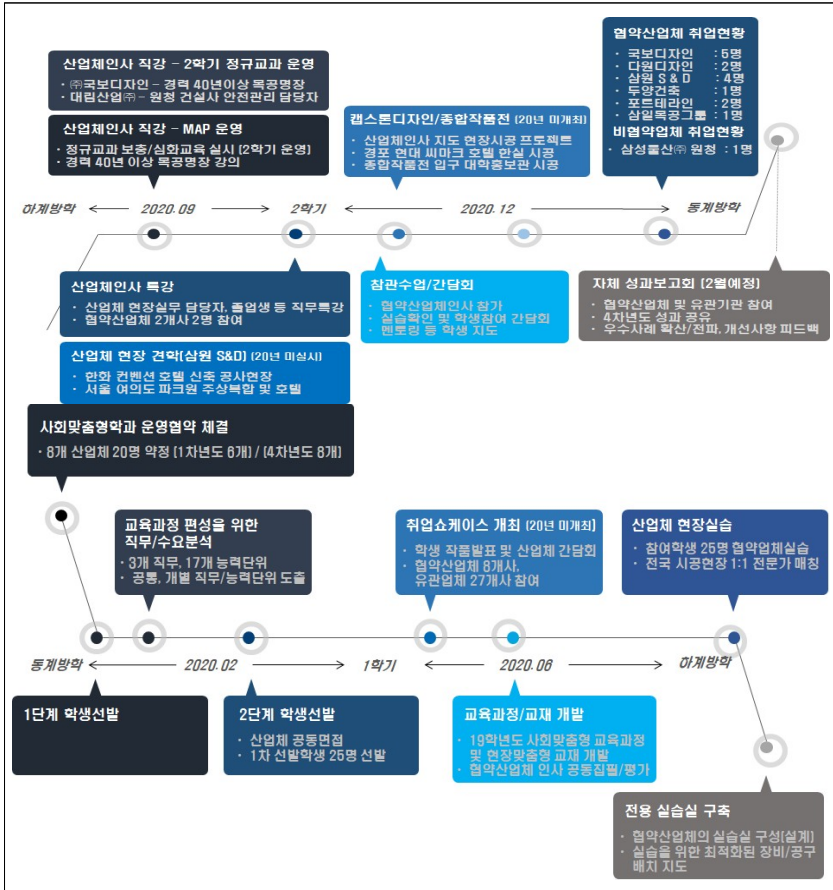 산업체인사 직강 - 2학기 정규교과 운영
· ㈜국보디자인 - 경력 40년이상 목공명장
· 대림산업㈜ - 원청 건설사 안전관리 담당자
산업체인사 직강 - MAP 운영
· 정규교과 보충/심화교육 실시 [2학기 운영]
· 경력 40년 이상 목공명장 강의
캡스톤디자인/종합작품전 [20년 미개최]
· 산업체인사 지도 현장시공 프로젝트
· 경포 현대 씨마크 호텔 한실 시공
· 종합작품전 입구 대학홍보관 시공
협약산업체 취업현황
· 국보디자인 : 5명
· 다원디자인 : 2명
· 삼원 S & D : 4명
· 두양건축 : 1명
· 포트테라인 : 2명
· 삼일목공그룹 : 1명
비협약업체 취업현황
· 삼성물산㈜ 원청 : 1명
하계방학 2020.09 2학기 2020.12 동계방학
산업체인사 특강
· 산업체 현장실무 담당자, 졸업생 등 직무특강
· 협약산업체 2개사 2명 참여
산업체 현장 견학(삼원 S&D) [20년 미실시]
· 한화 컨벤션 호텔 신축 공사현장
· 서울 여의도 파크원 주상복합 및 호텔
참관수업/간담회
· 협약산업체인사 참가
· 실습확인 및 학생참여 간담회
· 멘토링 등 학생 지도
자체 성과보고회 [2월예정]
· 협약산업체 및 유관기관 참여
· 4차년도 성과 공유
· 우수사례 확산/전파, 개선사항 피드백
사회맞춤형학과 운영협약 체결
· 8개 산업체 20명 약정 [1차년도 6개] / [4차년도 8개]
교육과정 편성을 위한
직무/수요분석
· 3개 직무, 17개 능력단위
· 공통, 개별 직무/능력단위 도출
취업쇼케이스 개최 [20년 미개최]
· 학생 작품발표 및 산업체 간담회
· 협약산업체 8개사,
유관업체 27개사 참여
산업체 현장실습
· 참여학생 25명 협약업체실습
· 전국 시공현장 1:1 전문가 매칭
동계방학 2020.02 1학기 2020.06 하계방학
1단계 학생선발
2단계 학생선발
· 산업체 공동면접
· 1차 선발학생 25명 선발
교육과정/교재 개발
· 19학년도 사회맞춤형 교육과정
및 현장맞춤형 교재 개발
· 협약산업체 인사 공동집필/평가
전용 실습실 구축
· 협약산업체의 실습실 구성[설계]
· 실습을 위한 최적화된 장비/공구
배치 지도